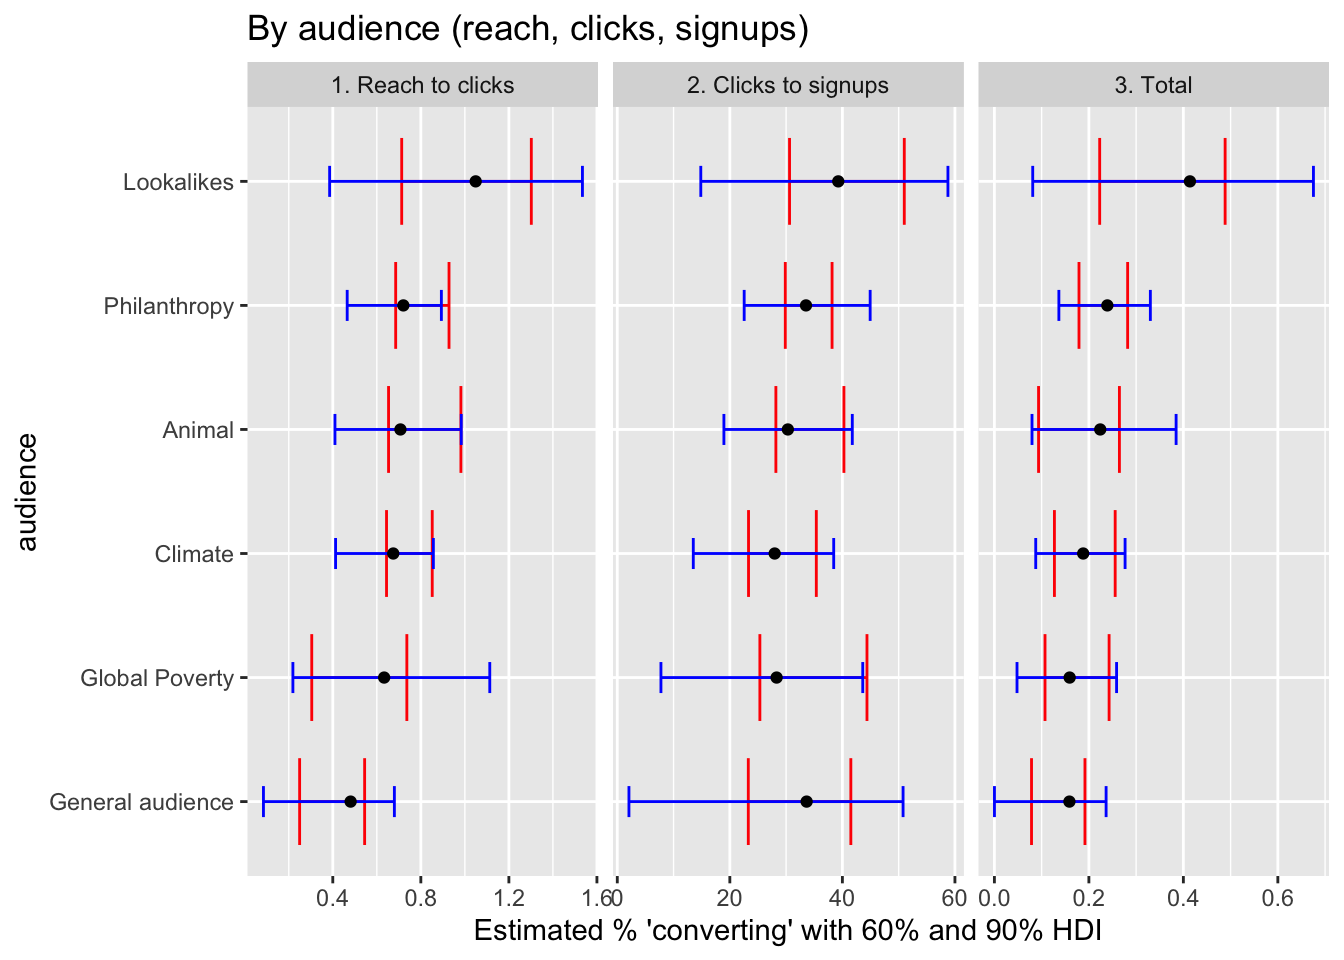 By audience (reach, clicks, signups)
1. Reach to clicks 2. Clicks to signups 3. Total
Lookalikes
Philanthropy
Animal
Climate
Global Poverty
General audience
audience
0.4 0.8 1.2 1.6 0 20 40 60 0.0 0.2 0.4 0.6
Estimated % 'converting' with 60% and 90% HDI